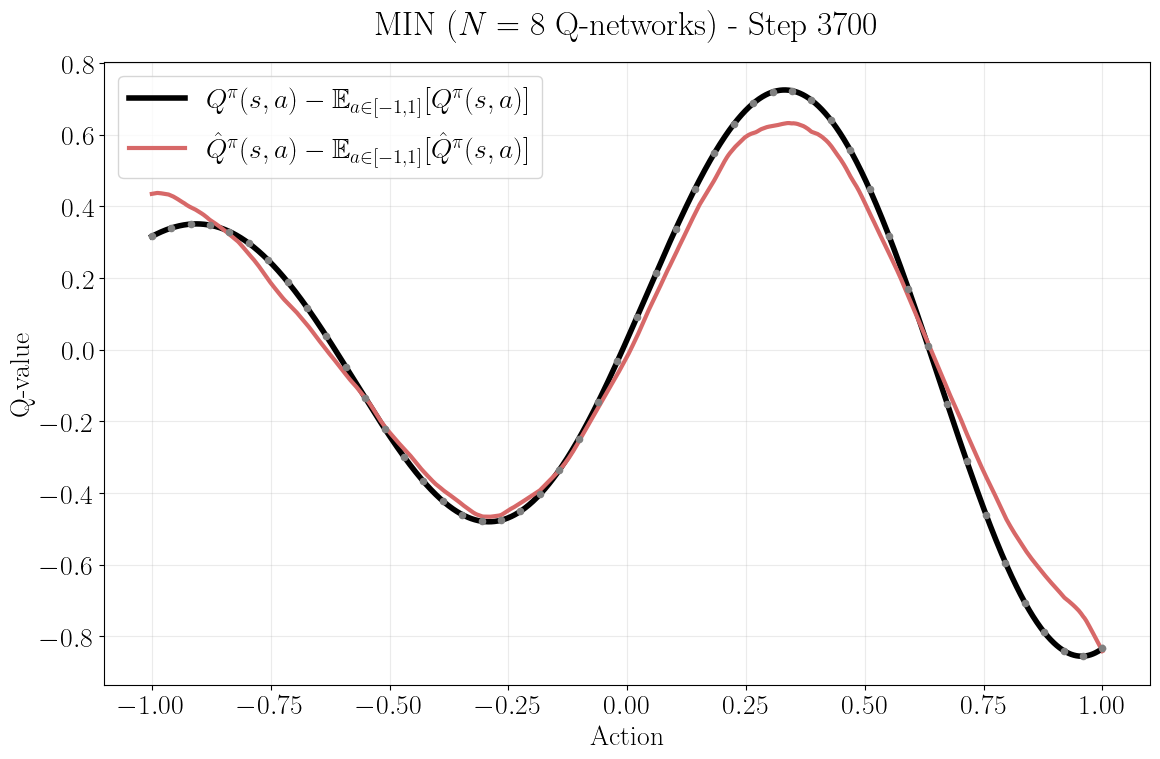 MIN (N = 8 Q-networks) - Step 3700
Q^π(s, a) − 𝔼_{a∈[−1,1]}[Q^π(s, a)]
Q̂^π(s, a) − 𝔼_{a∈[−1,1]}[Q̂^π(s, a)]
Q-value
0.8
0.6
0.4
0.2
0.0
−0.2
−0.4
−0.6
−0.8
−1.00 −0.75 −0.50 −0.25 0.00 0.25 0.50 0.75 1.00
Action